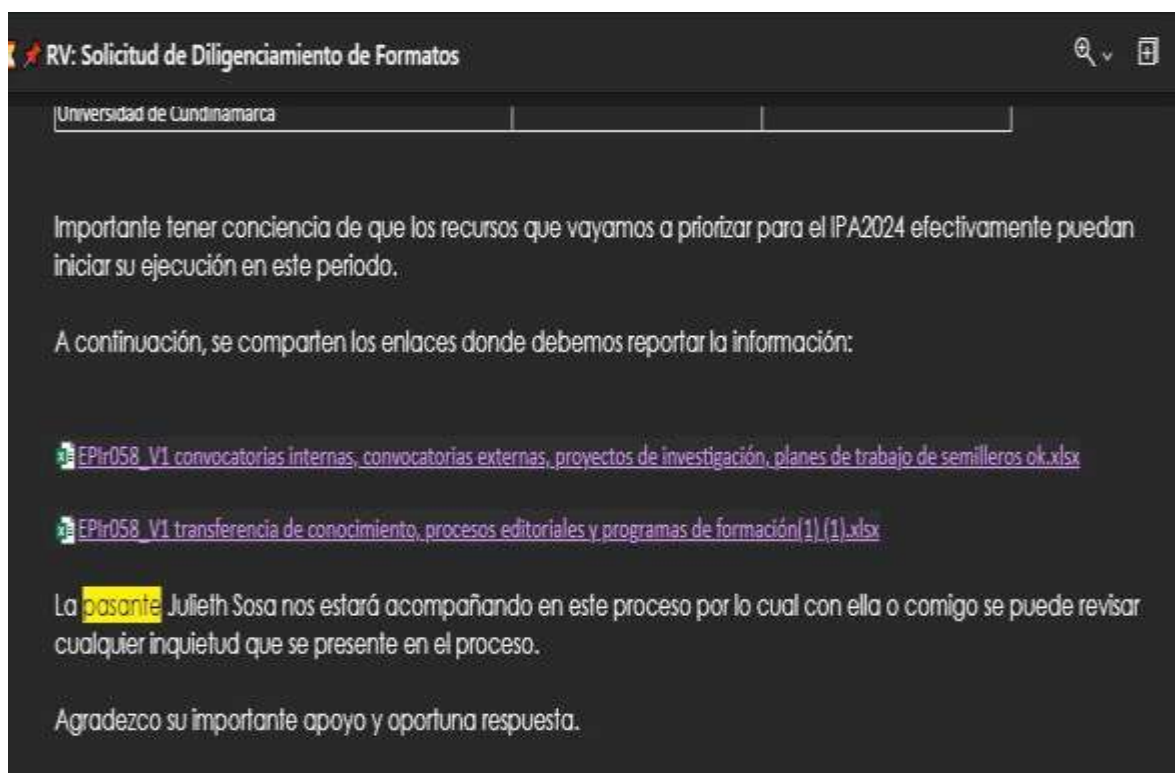 RV: Solicitud de Diligenciamiento de Formatos
Universidad de Cundinamarca
Importante tener conciencia de que los recursos que vayamos a priorizar para el IPA2024 efectivamente puedan
iniciar su ejecución en este periodo.
A continuación, se comparten los enlaces donde debemos reportar la información:
EPIr058_V1 convocatorias internas, convocatorias externas, proyectos de investigación, planes de trabajo de semilleros ok.xlsx
EPIr058_V1 transferencia de conocimiento, procesos editoriales y programas de formación(1) (1).xlsx
La pasante Julieth Sosa nos estará acompañando en este proceso por lo cual con ella o comigo se puede revisar
cualquier inquietud que se presente en el proceso.
Agradezco su importante apoyo y oportuna respuesta.